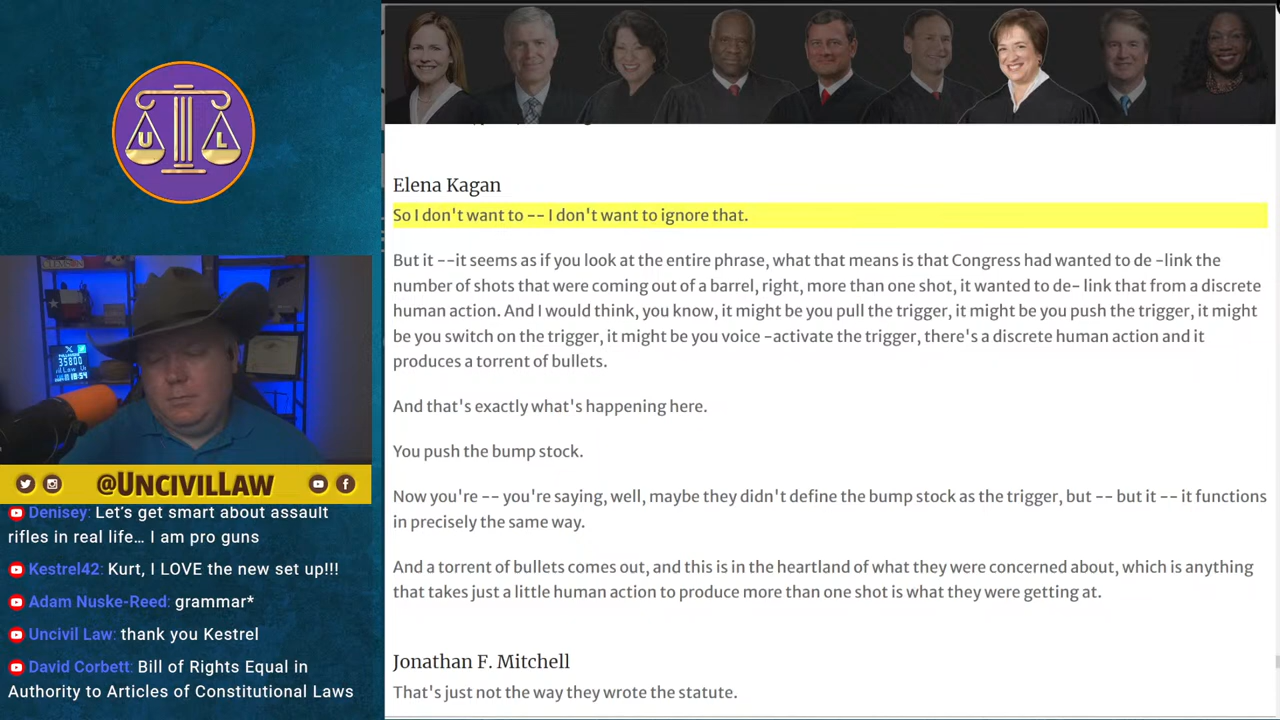 U L
35800
18:54
@UNCIVILLAW
Denisey: Let's get smart about assault
rifles in real life... I am pro guns
Kestrel42: Kurt, I LOVE the new set up!!!
Adam Nuske-Reed: grammar*
Uncivil Law: thank you Kestrel
David Corbett: Bill of Rights Equal in
Authority to Articles of Constitutional Laws
Elena Kagan
So I don't want to -- I don't want to ignore that.
But it --it seems as if you look at the entire phrase, what that means is that Congress had wanted to de -link the
number of shots that were coming out of a barrel, right, more than one shot, it wanted to de- link that from a discrete
human action. And I would think, you know, it might be you pull the trigger, it might be you push the trigger, it might
be you switch on the trigger, it might be you voice -activate the trigger, there's a discrete human action and it
produces a torrent of bullets.
And that's exactly what's happening here.
You push the bump stock.
Now you're -- you're saying, well, maybe they didn't define the bump stock as the trigger, but -- but it -- it functions
in precisely the same way.
And a torrent of bullets comes out, and this is in the heartland of what they were concerned about, which is anything
that takes just a little human action to produce more than one shot is what they were getting at.
Jonathan F. Mitchell
That's just not the way they wrote the statute.